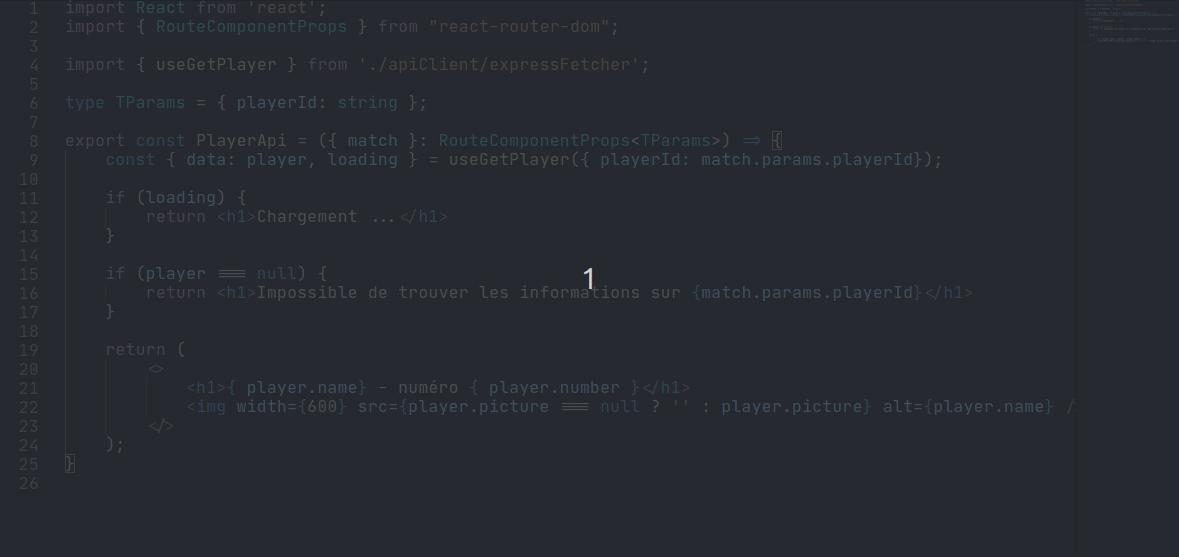 1 import React from 'react';
2 import { RouteComponentProps } from "react-router-dom";
3
4 import { useGetPlayer } from './apiClient/expressFetcher';
5
6 type TParams = { playerId: string };
7
8 export const PlayerApi = ({ match }: RouteComponentProps<TParams>) => {
9     const { data: player, loading } = useGetPlayer({ playerId: match.params.playerId});
10
11     if (loading) {
12         return <h1>Chargement ...</h1>
13     }
14
15     if (player === null) {
1
16         return <h1>Impossible de trouver les informations sur {match.params.playerId}</h1>
17     }
18
19     return (
20         <>
21             <h1>{ player.name} - numéro { player.number }</h1>
22             <img width={600} src={player.picture === null ? '' : player.picture} alt={player.name} /
23         </>
24     );
25 }
26